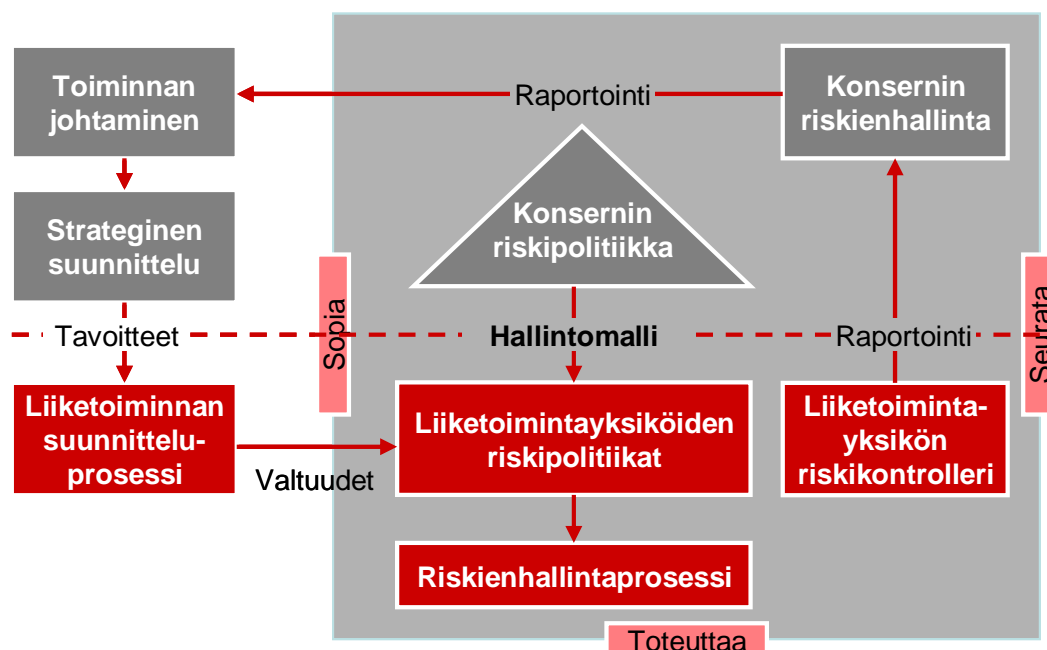 Toiminnan
johtaminen
Raportointi
Konsernin
riskienhallinta
Strateginen
suunnittelu
Konsernin
riskipolitiikka
Sopia
Seurata
Tavoitteet
Hallintomalli
Raportointi
Liiketoiminnan
suunnittelu-
prosessi
Valtuudet
Liiketoimintayksiköiden
riskipolitiikat
Liiketoiminta-
yksikön
riskikontrolleri
Riskienhallintaprosessi
Toteuttaa